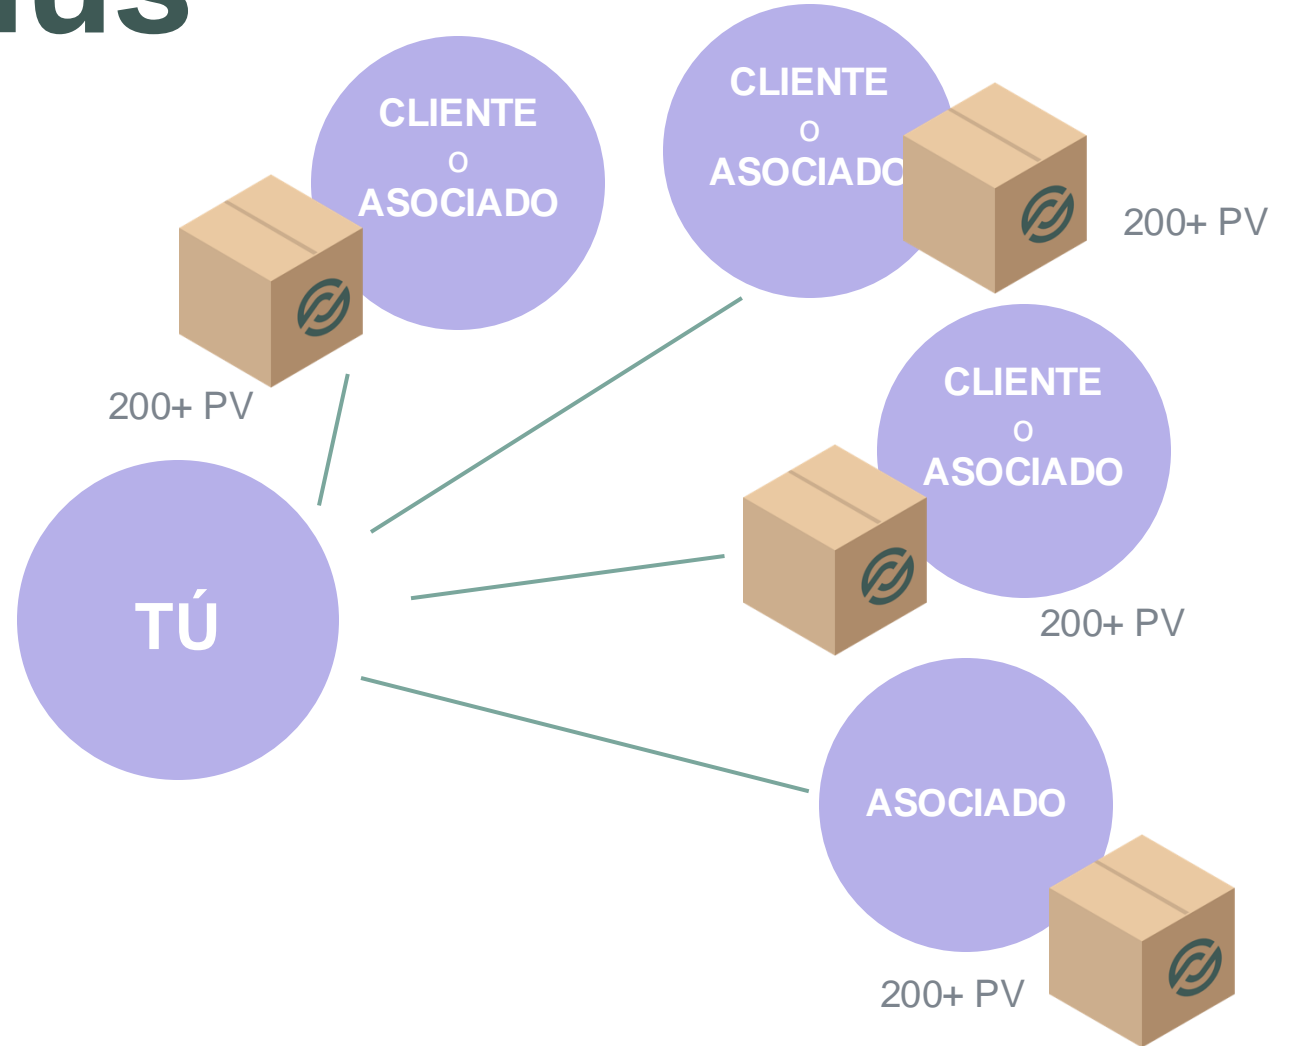 CLIENTE
o
ASOCIADO
200+ PV
CLIENTE
o
ASOCIADO
200+ PV
CLIENTE
o
ASOCIADO
200+ PV
TÚ
ASOCIADO
200+ PV